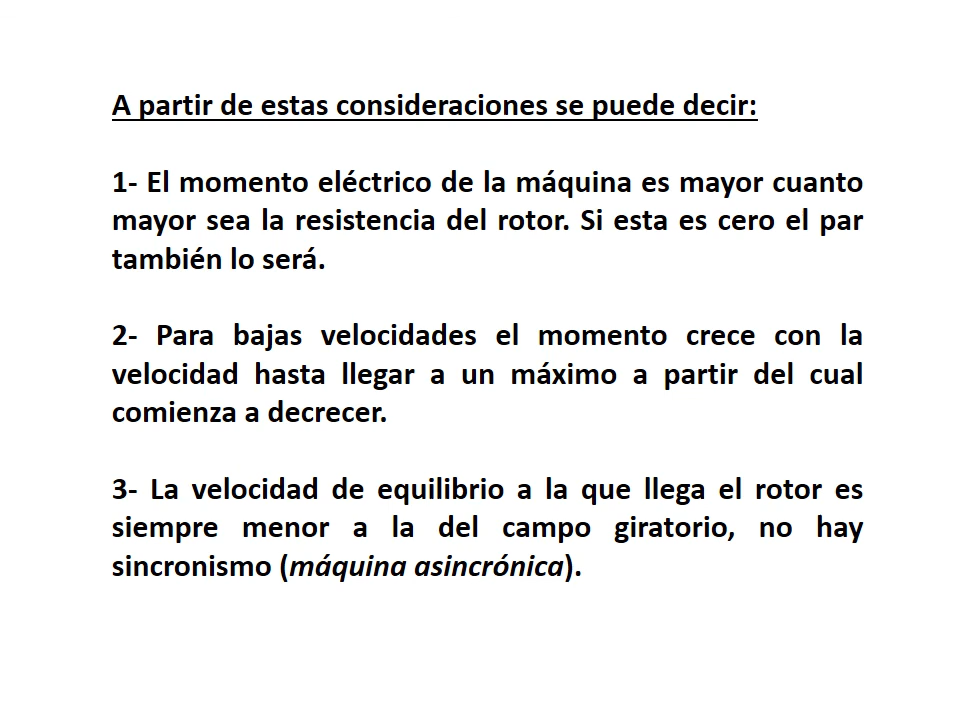 A partir de estas consideraciones se puede decir:
1- El momento eléctrico de la máquina es mayor cuanto
mayor sea la resistencia del rotor. Si esta es cero el par
también lo será.
2- Para bajas velocidades el momento crece con la
velocidad hasta llegar a un máximo a partir del cual
comienza a decrecer.
3- La velocidad de equilibrio a la que llega el rotor es
siempre menor a la del campo giratorio, no hay
sincronismo (máquina asincrónica).